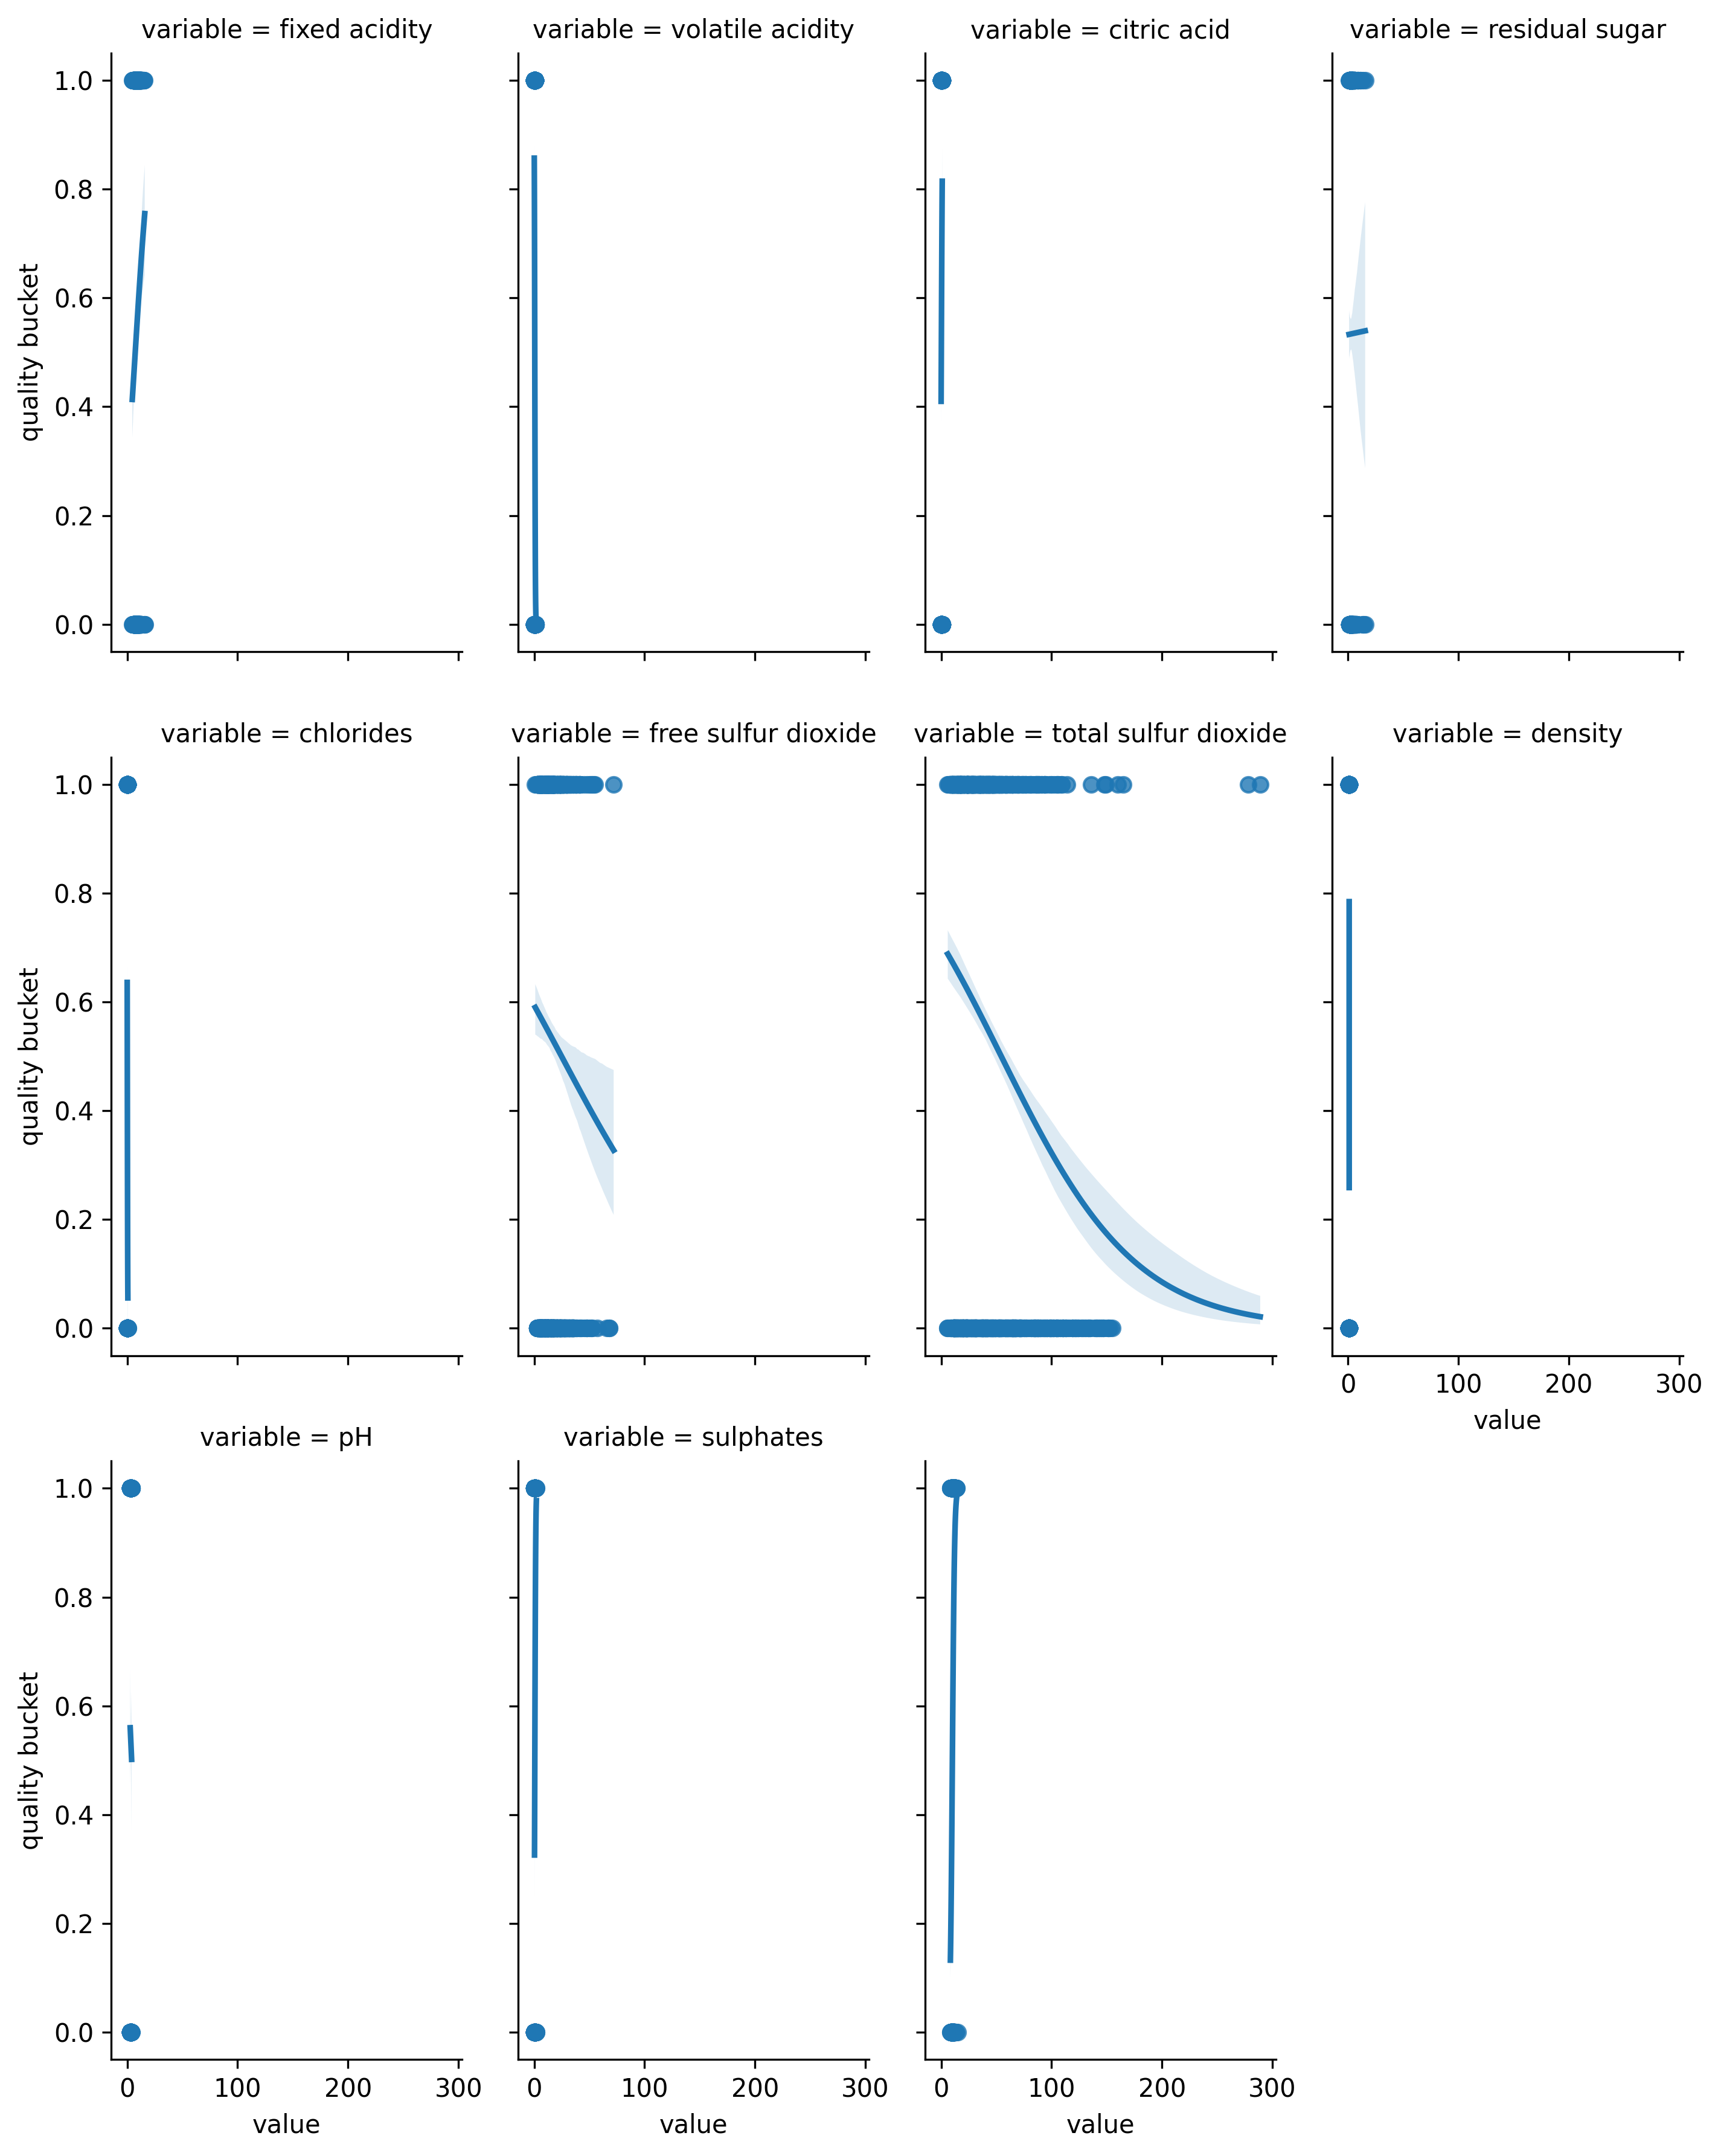 variable = fixed acidity
variable = volatile acidity
variable = citric acid
variable = residual sugar
1.0
0.8
0.6
0.4
0.2
0.0
quality bucket
variable = chlorides
variable = free sulfur dioxide
variable = total sulfur dioxide
variable = density
1.0
0.8
0.6
0.4
0.2
0.0
quality bucket
0 100 200 300
value
variable = pH
variable = sulphates
1.0
0.8
0.6
0.4
0.2
0.0
quality bucket
0 100 200 300
value
0 100 200 300
value
0 100 200 300
value